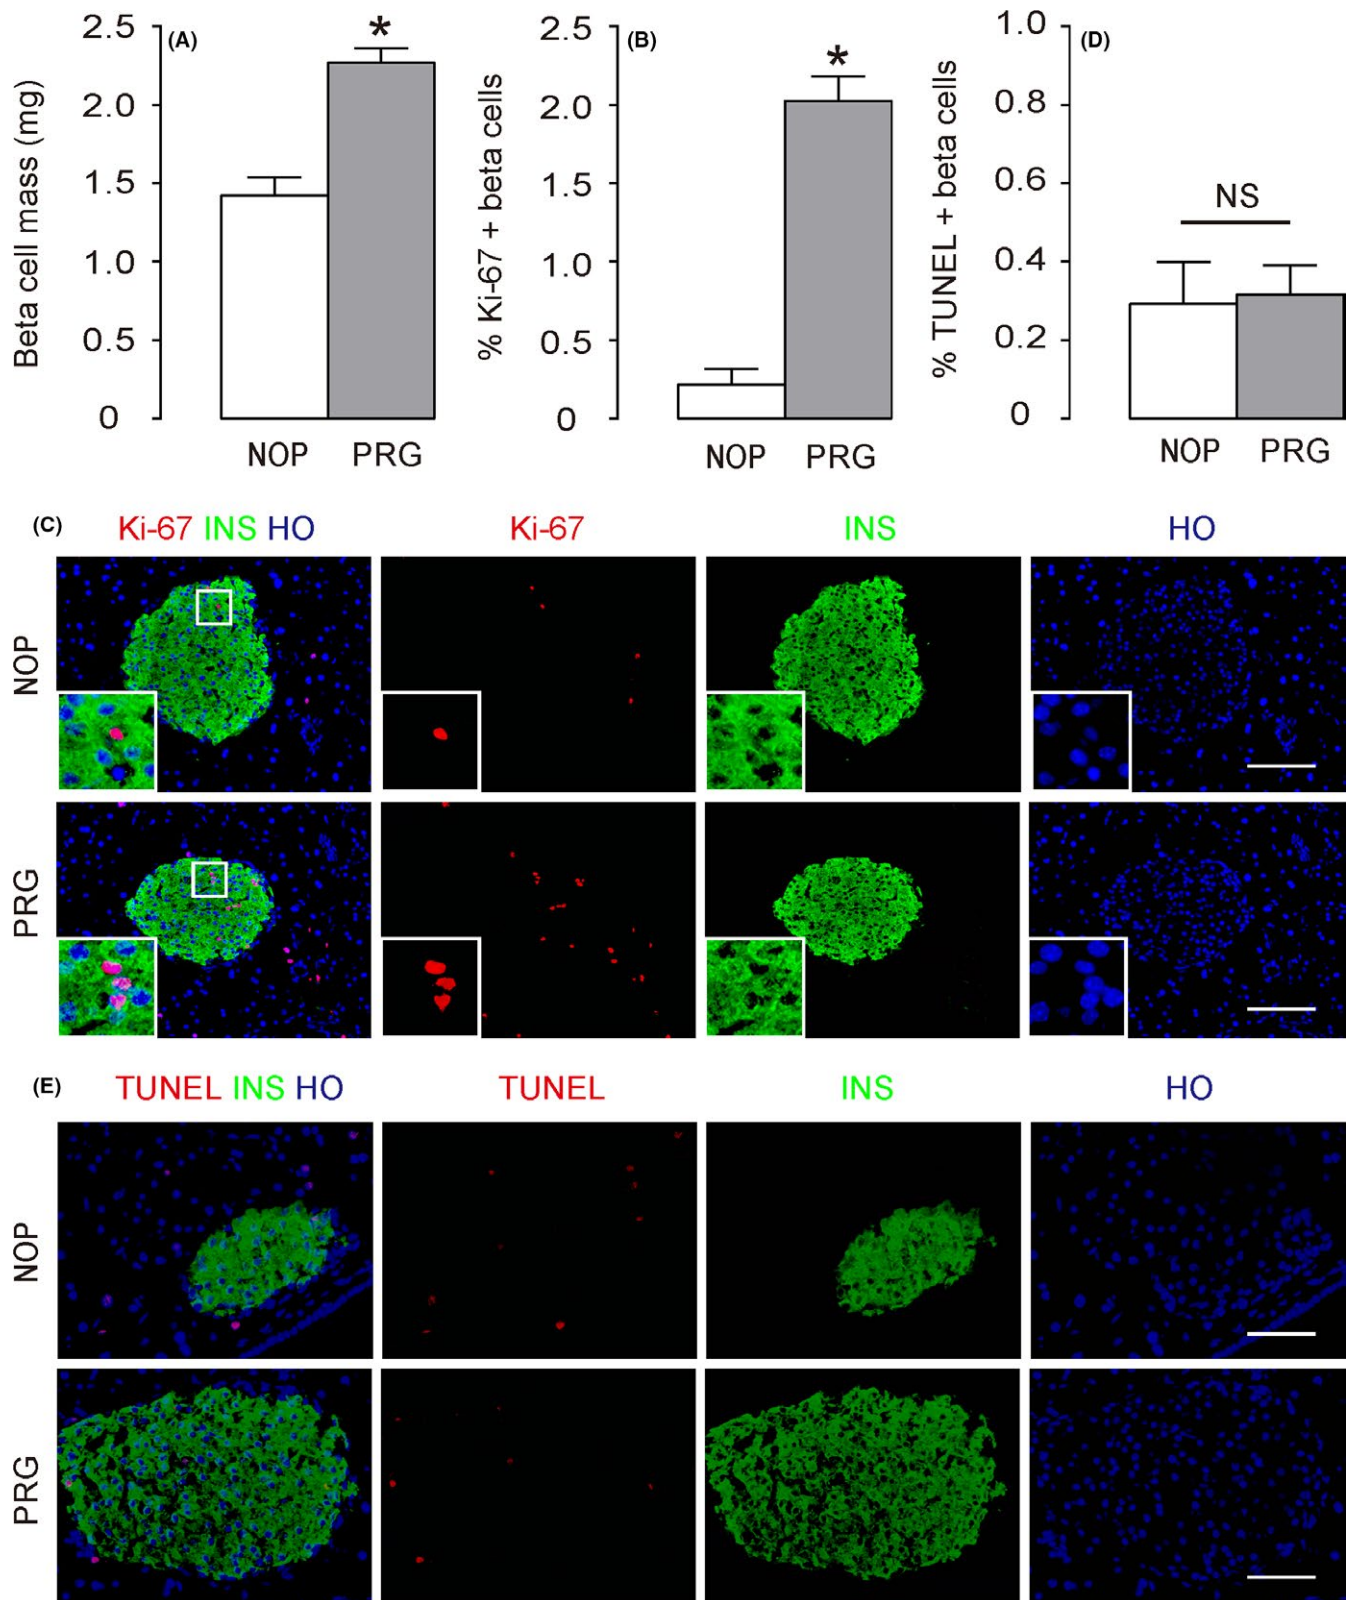 (A)
Beta cell mass (mg)
2.5
2.0
1.5
1.0
0.5
0
*
NOP PRG
(B)
% Ki-67 + beta cells
2.5
2.0
1.5
1.0
0.5
0
*
NOP PRG
(D)
% TUNEL + beta cells
1.0
0.8
0.6
0.4
0.2
0
NS
NOP PRG
(C)
Ki-67 INS HO
Ki-67
INS
HO
NOP
PRG
(E)
TUNEL INS HO
TUNEL
INS
HO
NOP
PRG